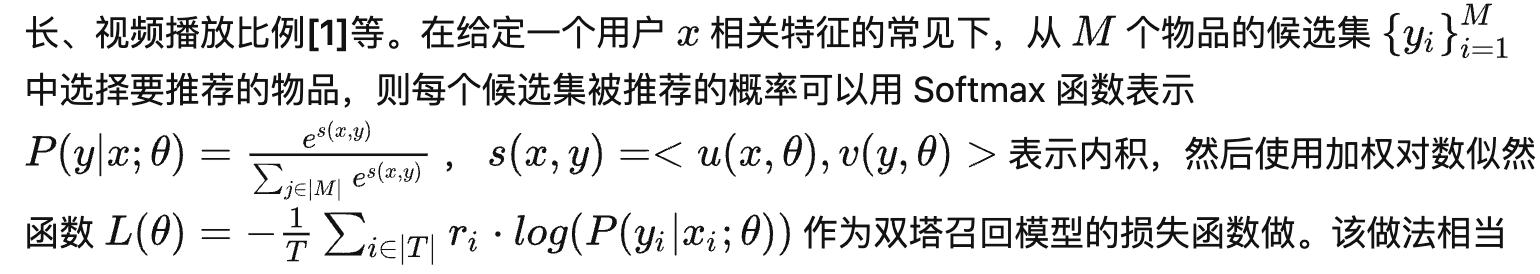 长、视频播放比例[1]等。在给定一个用户 $x$ 相关特征的常见下，从 $M$ 个物品的候选集 $\{y_i\}_{i=1}^{M}$
中选择要推荐的物品，则每个候选集被推荐的概率可以用 Softmax 函数表示
$P(y|x;\theta) = \frac{e^{s(x,y)}}{\sum_{j\in|M|} e^{s(x,y)}}$ ， $s(x,y) =< u(x,\theta), v(y,\theta) >$ 表示内积，然后使用加权对数似然
函数 $L(\theta) = -\frac{1}{T} \sum_{i\in|T|} r_i \cdot log(P(y_i|x_i;\theta))$ 作为双塔召回模型的损失函数做。该做法相当